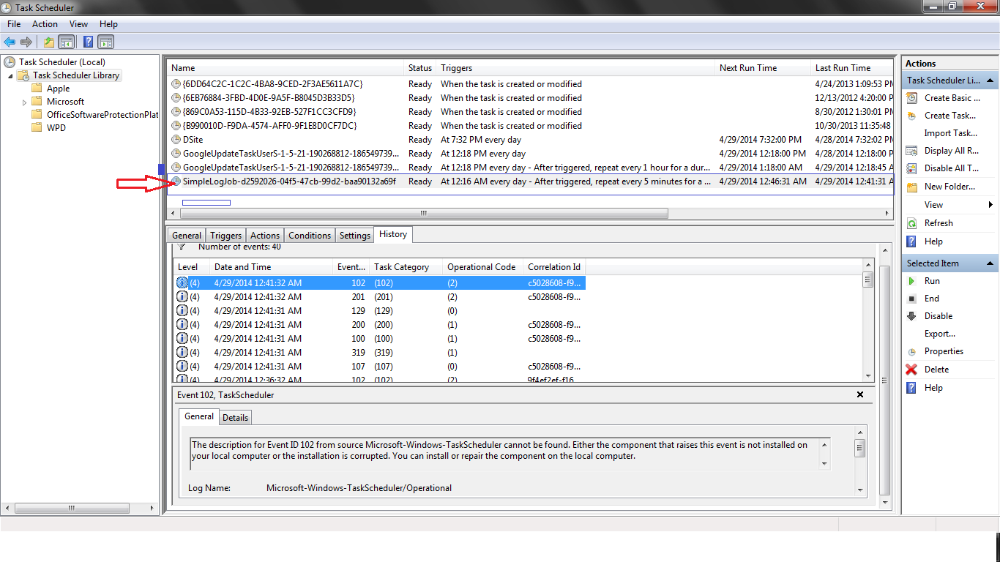 Task Scheduler
File Action View Help
Task Scheduler (Local)
Task Scheduler Library
Apple
Microsoft
OfficeSoftwareProtectionPlat
WPD
Name Status Triggers Next Run Time Last Run Time
{6DD64C2C-1C2C-4BA8-9CED-2F3AE5611A7C} Ready When the task is created or modified 4/24/2013 1:09:53 P
{6EB76884-3FBD-4D0E-9A5F-B8045D3B33D5} Ready When the task is created or modified 12/13/2012 4:20:00 P
{869C0A53-115D-4B33-92EB-527F1CC3CFD9} Ready When the task is created or modified 8/30/2012 1:30:01 P
{B990010D-F9DA-4574-AFF0-9F1E8D0CF7DC} Ready When the task is created or modified 10/30/2013 11:35:48
DSite Ready At 7:32 PM every day 4/29/2014 7:32:00 PM 4/28/2014 7:32:02 P
GoogleUpdateTaskUserS-1-5-21-190268812-186549739... Ready At 12:18 PM every day 4/29/2014 12:18:00 PM 4/28/2014 12:18:00 P
GoogleUpdateTaskUserS-1-5-21-190268812-186549739... Ready At 12:18 PM every day - After triggered, repeat every 1 hour for a dur... 4/29/2014 1:18:00 AM 4/29/2014 12:18:45 A
SimpleLogJob-d2592026-04f5-47cb-99d2-baa90132a69f Ready At 12:16 AM every day - After triggered, repeat every 5 minutes for a ... 4/29/2014 12:46:31 AM 4/29/2014 12:41:31 A
General Triggers Actions Conditions Settings History
Number of events: 40
Level Date and Time Event... Task Category Operational Code Correlation Id
(4) 4/29/2014 12:41:32 AM 102 (102) (2) c5028608-f9...
(4) 4/29/2014 12:41:32 AM 201 (201) (2) c5028608-f9...
(4) 4/29/2014 12:41:31 AM 129 (129) (0)
(4) 4/29/2014 12:41:31 AM 200 (200) (1) c5028608-f9...
(4) 4/29/2014 12:41:31 AM 100 (100) (1) c5028608-f9...
(4) 4/29/2014 12:41:31 AM 319 (319) (1)
(4) 4/29/2014 12:41:31 AM 107 (107) (0) c5028608-f9...
(4) 4/29/2014 12:36:32 AM 102 (102) (2) 9f4ef2ef-f16
Event 102, TaskScheduler
General Details
The description for Event ID 102 from source Microsoft-Windows-TaskScheduler cannot be found. Either the component that raises this event is not installed on
your local computer or the installation is corrupted. You can install or repair the component on the local computer.
Log Name: Microsoft-Windows-TaskScheduler/Operational
Actions
Task Scheduler Li...
Create Basic ...
Create Task...
Import Task...
Display All R...
Disable All T...
New Folder...
View
Refresh
Help
Selected Item
Run
End
Disable
Export...
Properties
Delete
Help